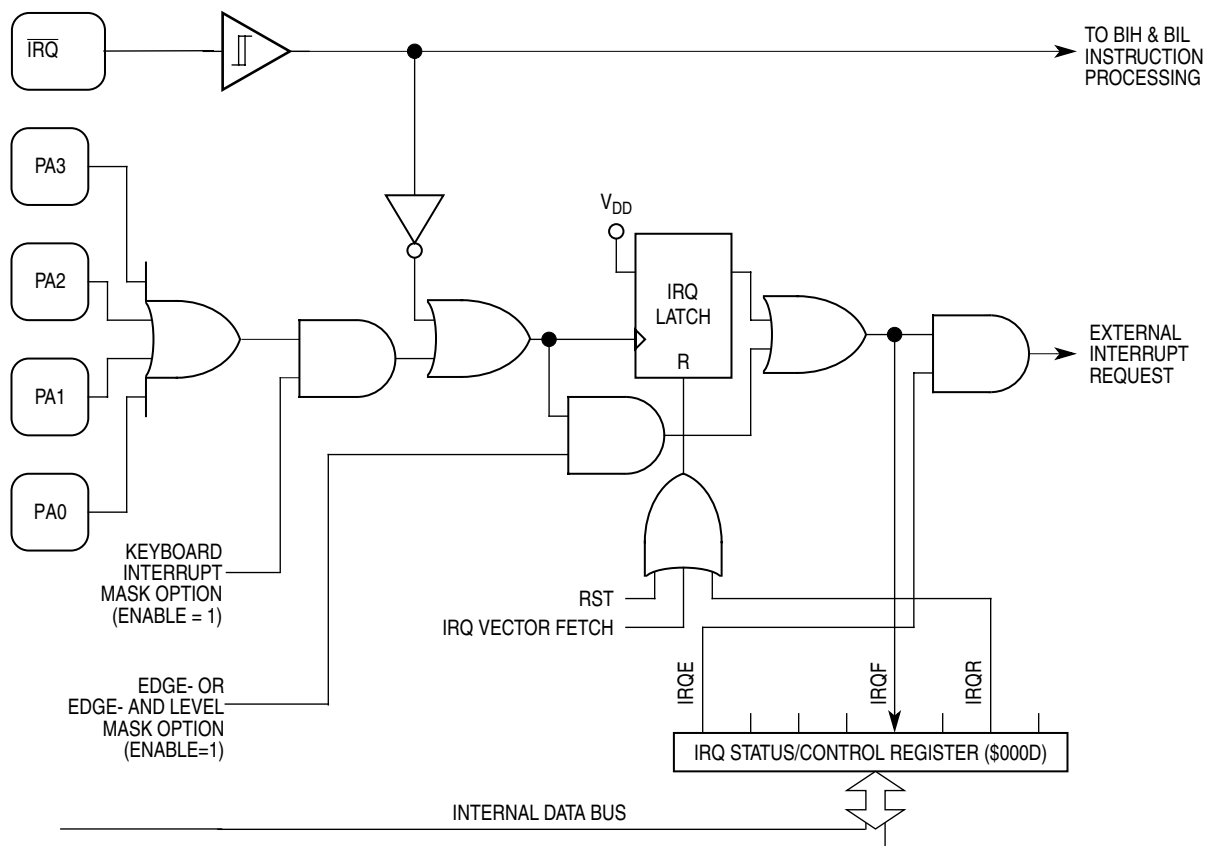 IRQ
TO BIH & BIL
INSTRUCTION
PROCESSING
PA3
PA2
PA1
PA0
VDD
IRQ
LATCH
R
EXTERNAL
INTERRUPT
REQUEST
KEYBOARD
INTERRUPT
MASK OPTION
(ENABLE = 1)
RST
IRQ VECTOR FETCH
EDGE- OR
EDGE- AND LEVEL
MASK OPTION
(ENABLE=1)
IRQE
IRQF
IRQR
IRQ STATUS/CONTROL REGISTER ($000D)
INTERNAL DATA BUS